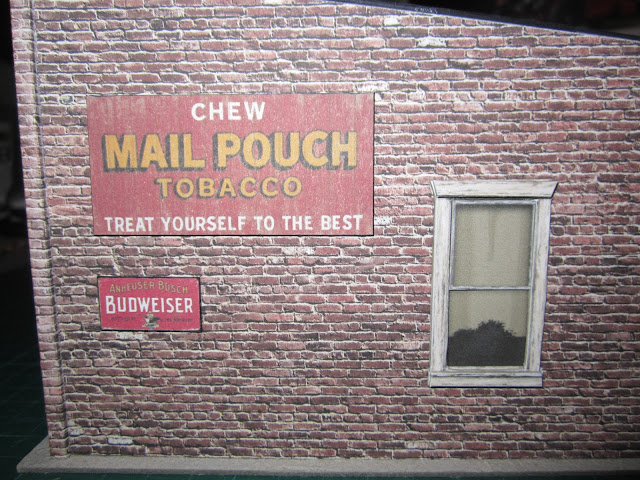 CHEW
MAIL POUCH
TOBACCO
TREAT YOURSELF TO THE BEST
ANHEUSER-BUSCH
BUDWEISER